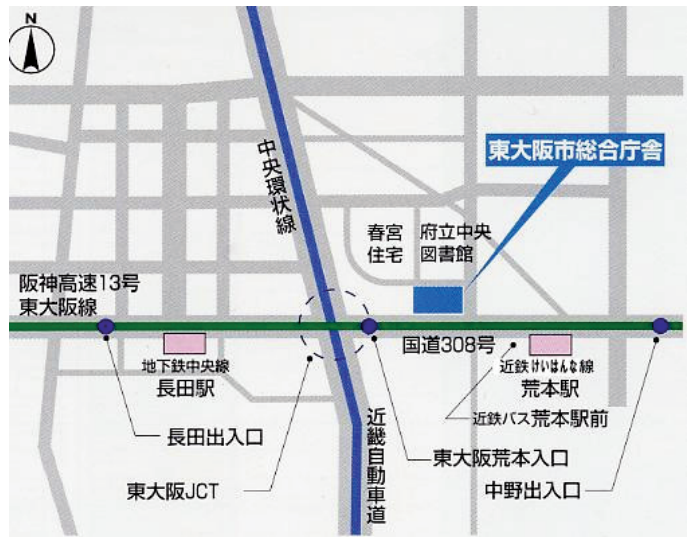 N
中央環状線
東大阪市総合庁舎
春宮
住宅
府立中央
図書館
阪神高速13号
東大阪線
国道308号
地下鉄中央線
長田駅
近鉄けいはんな線
荒本駅
近鉄バス荒本駅前
長田出入口
東大阪JCT
近畿自動車道
東大阪荒本入口
中野出入口